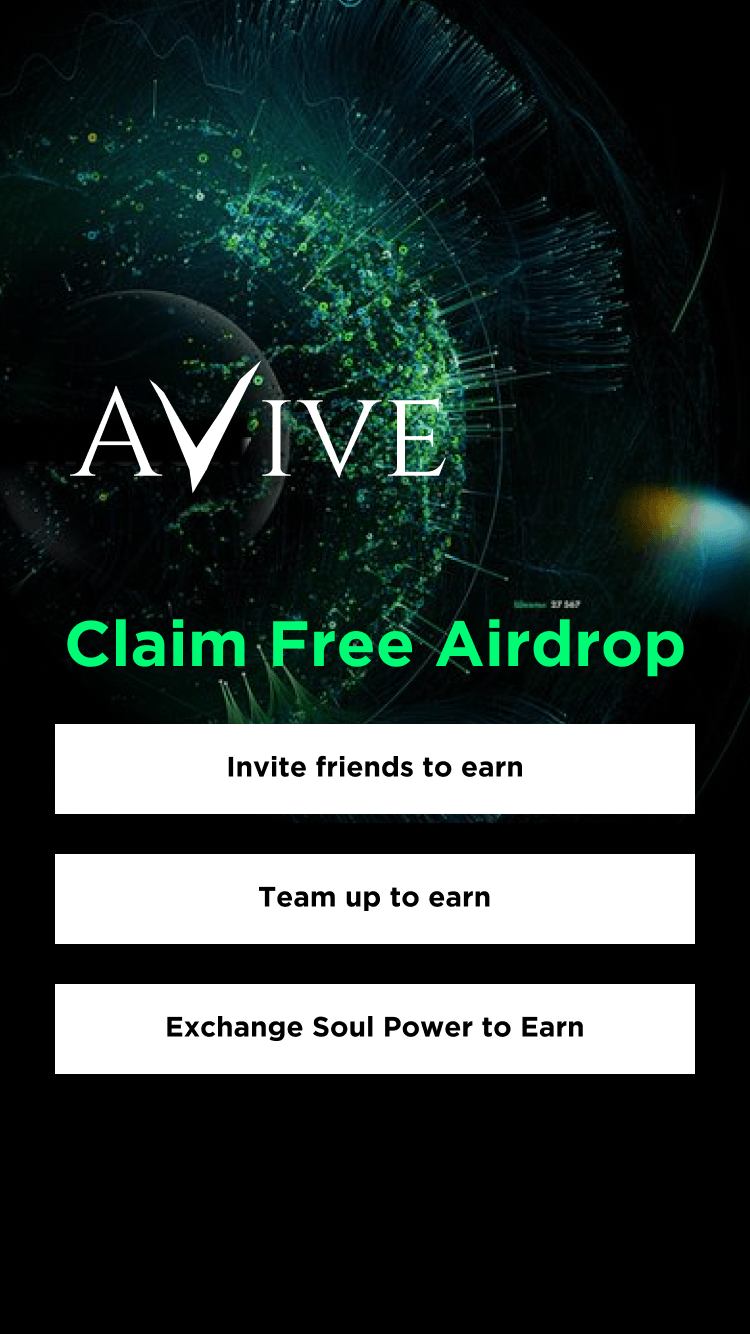 AVIVE
Claim Free Airdrop
Invite friends to earn
Team up to earn
Exchange Soul Power to Earn